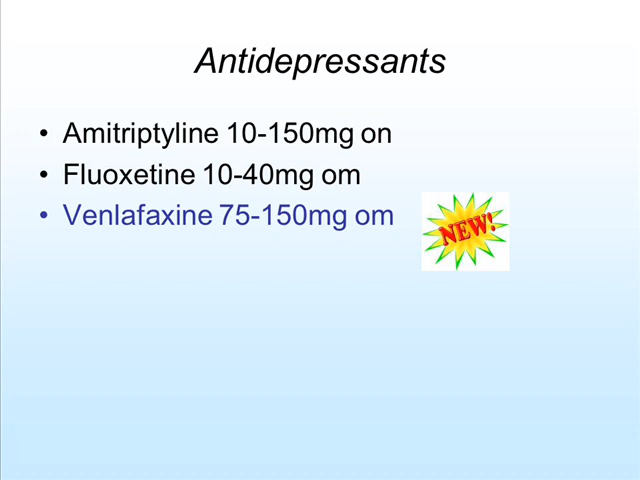 Antidepressants
• Amitriptyline 10-150mg on
• Fluoxetine 10-40mg om
• Venlafaxine 75-150mg om
NEW!